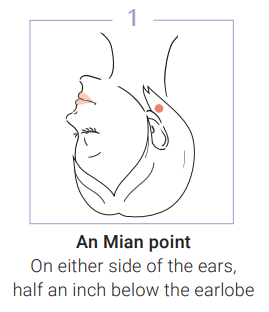 1
An Mian point
On either side of the ears,
half an inch below the earlobe